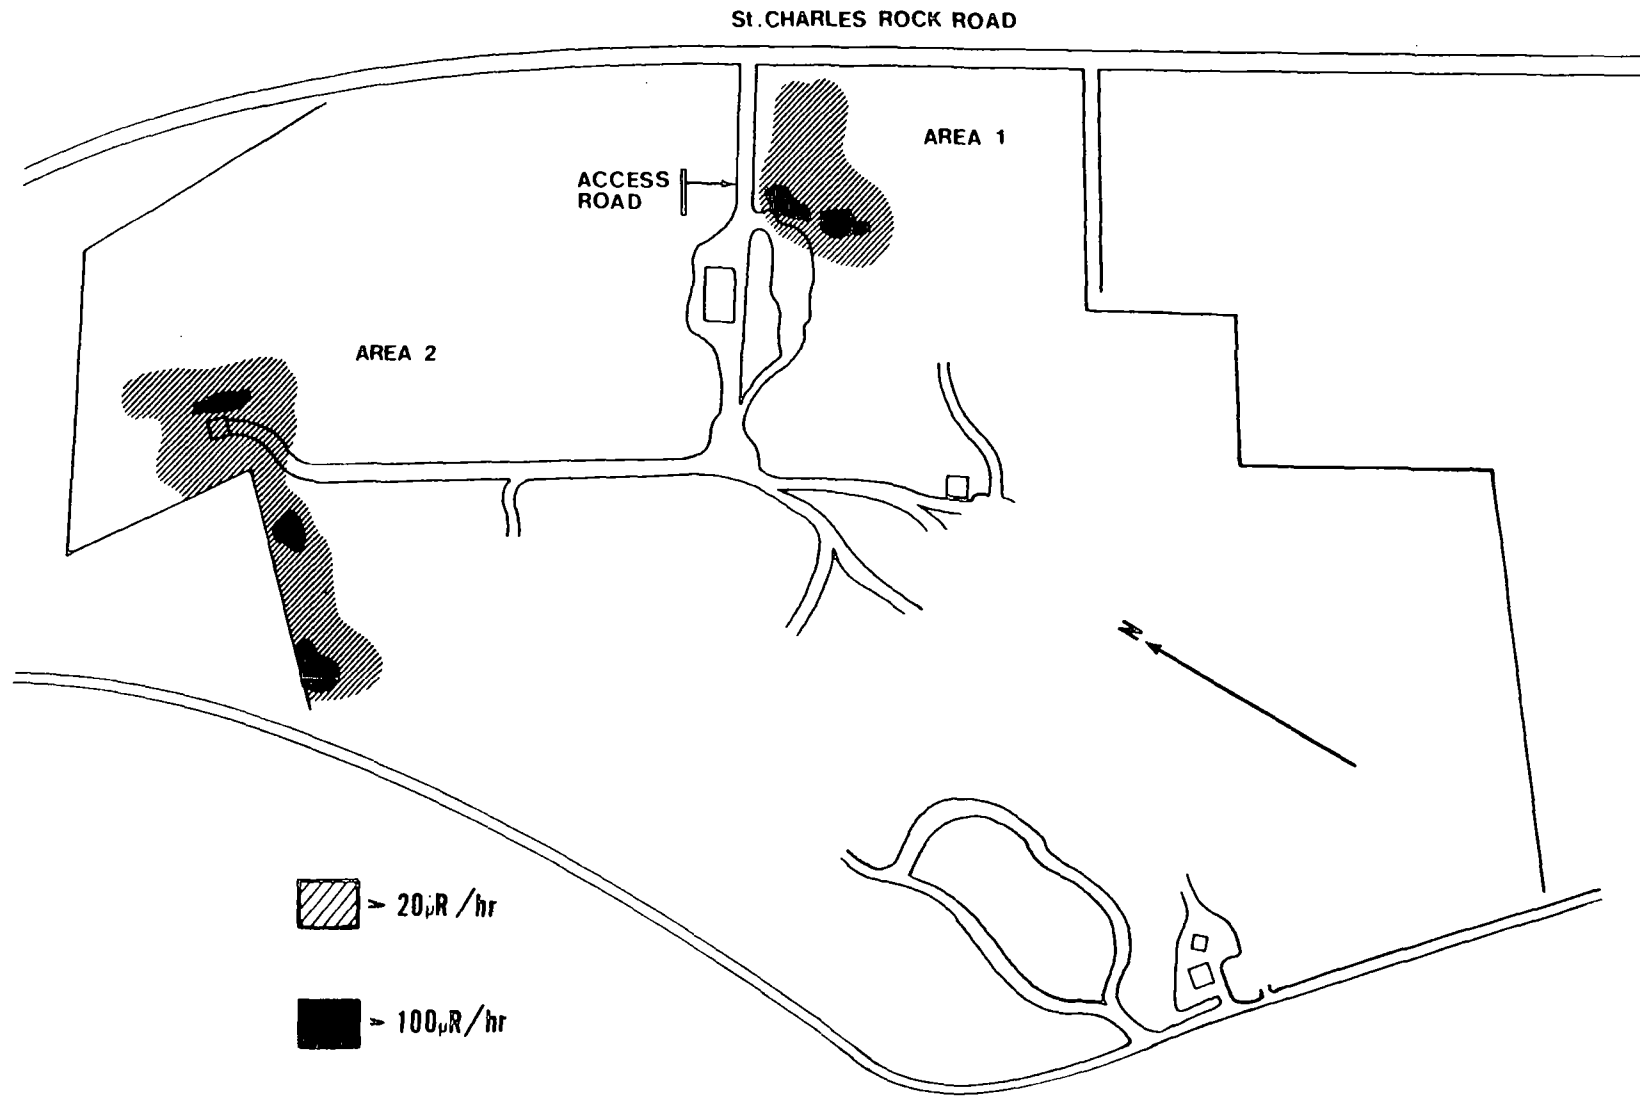 St.CHARLES ROCK ROAD
AREA 1
ACCESS
ROAD
AREA 2
N
> 20μR/hr
> 100μR/hr